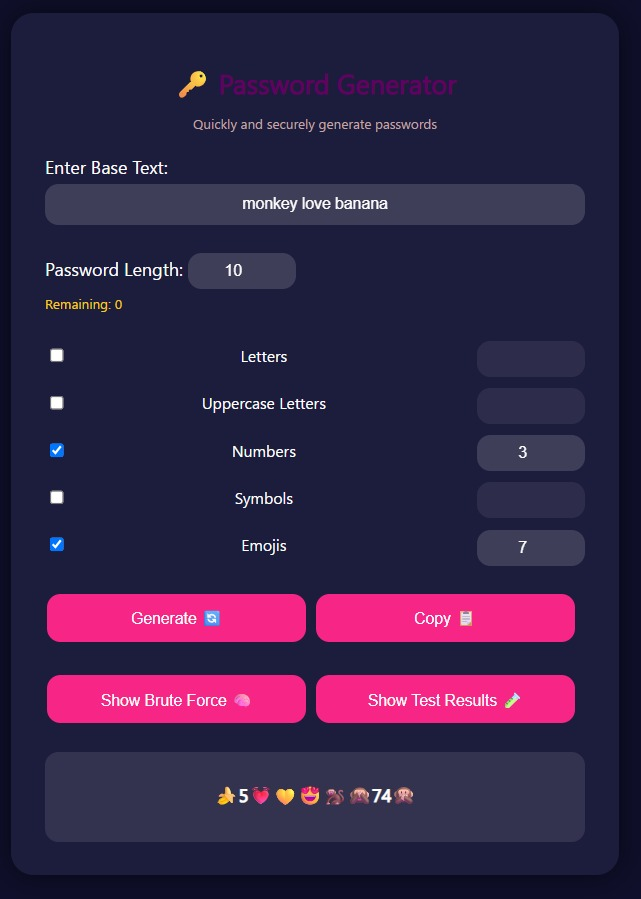 🔑 Password Generator
Quickly and securely generate passwords
Enter Base Text:
monkey love banana
Password Length: 10
Remaining: 0
Letters
Uppercase Letters
Numbers 3
Symbols
Emojis 7
Generate 🔄 Copy 📋
Show Brute Force 🧠 Show Test Results 🧪
🍌5💗💛😍🐒🙈74🙊